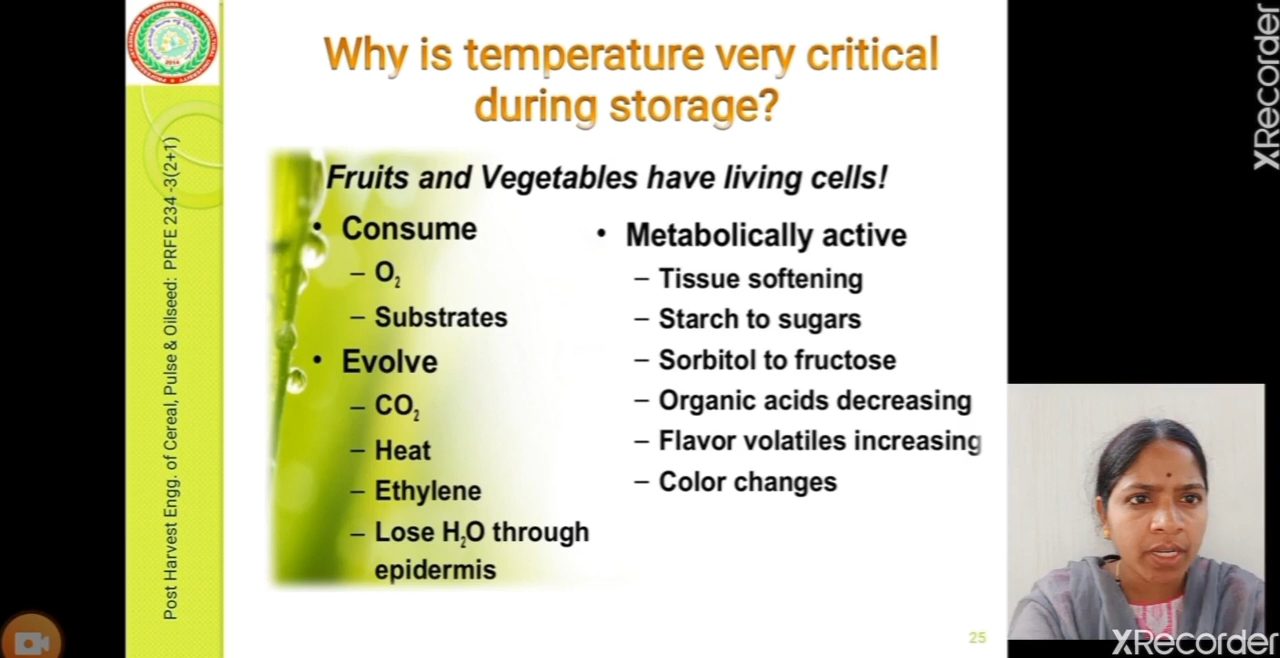 Why is temperature very critical
during storage?
Fruits and Vegetables have living cells!
• Consume
– O₂
– Substrates
• Evolve
– CO₂
– Heat
– Ethylene
– Lose H₂O through
epidermis
• Metabolically active
– Tissue softening
– Starch to sugars
– Sorbitol to fructose
– Organic acids decreasing
– Flavor volatiles increasing
– Color changes
Post Harvest Engg. of Cereal, Pulse & Oilseed: PRFE 234 -3(2+1)
25
2014
XRecorder
XRecorder